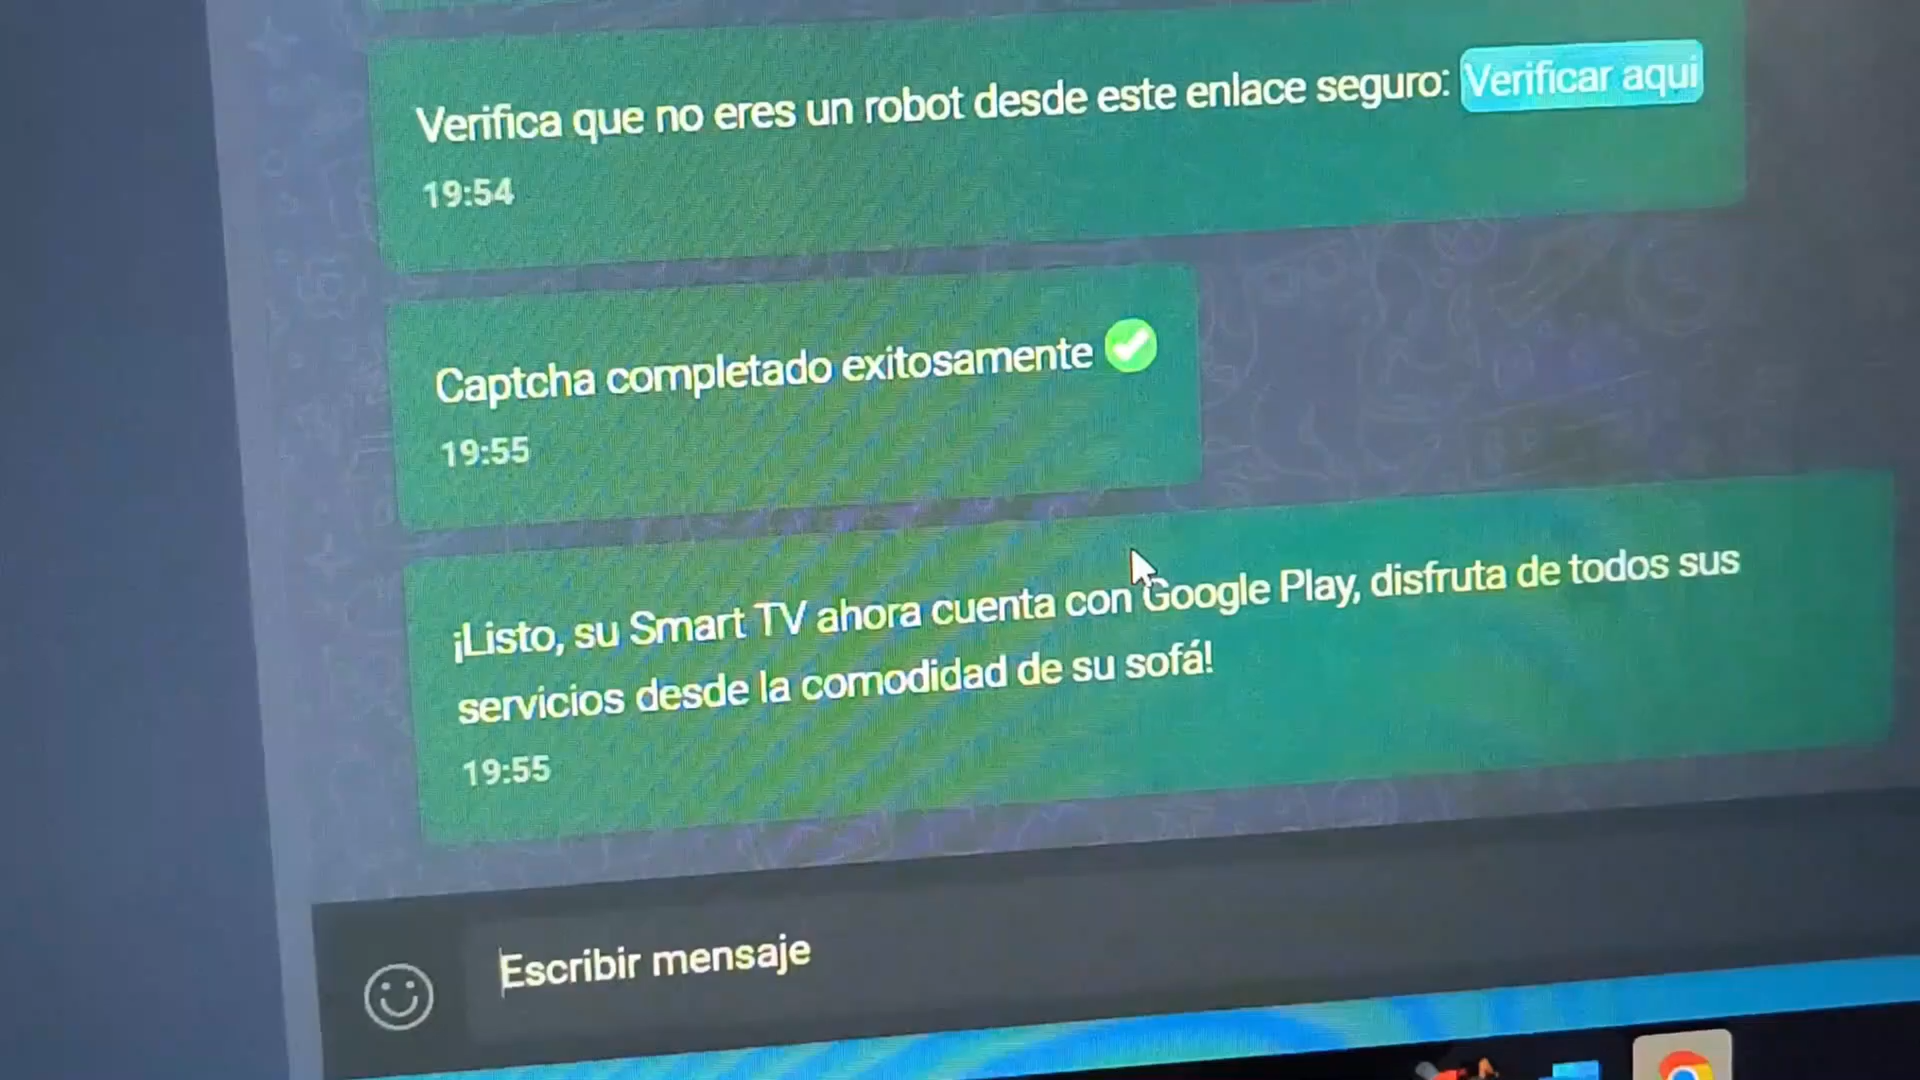 Verifica que no eres un robot desde este enlace seguro: Verificar aquí
19:54
Captcha completado exitosamente
19:55
¡Listo, su Smart TV ahora cuenta con Google Play, disfruta de todos sus
servicios desde la comodidad de su sofá!
19:55
Escribir mensaje